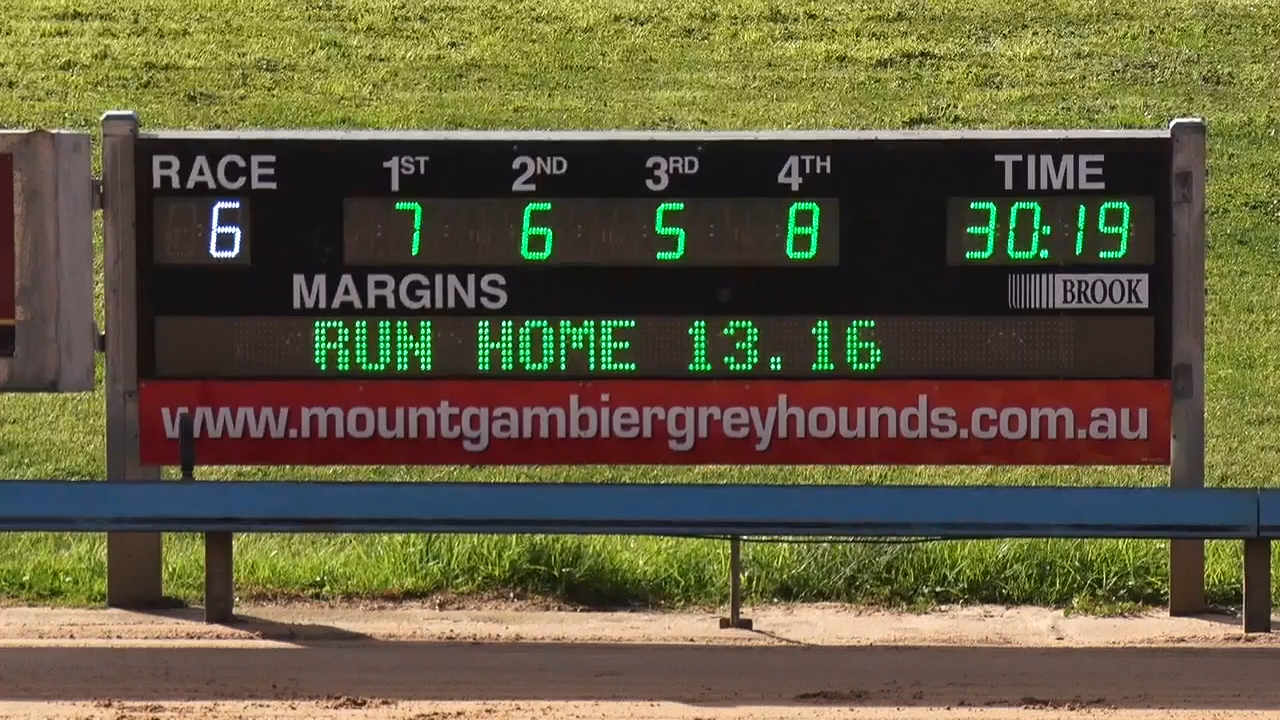 RACE 1ST 2ND 3RD 4TH TIME
6 7 6 5 8 30:19
MARGINS BROOK
RUN HOME 13.16
www.mountgambiergreyhounds.com.au